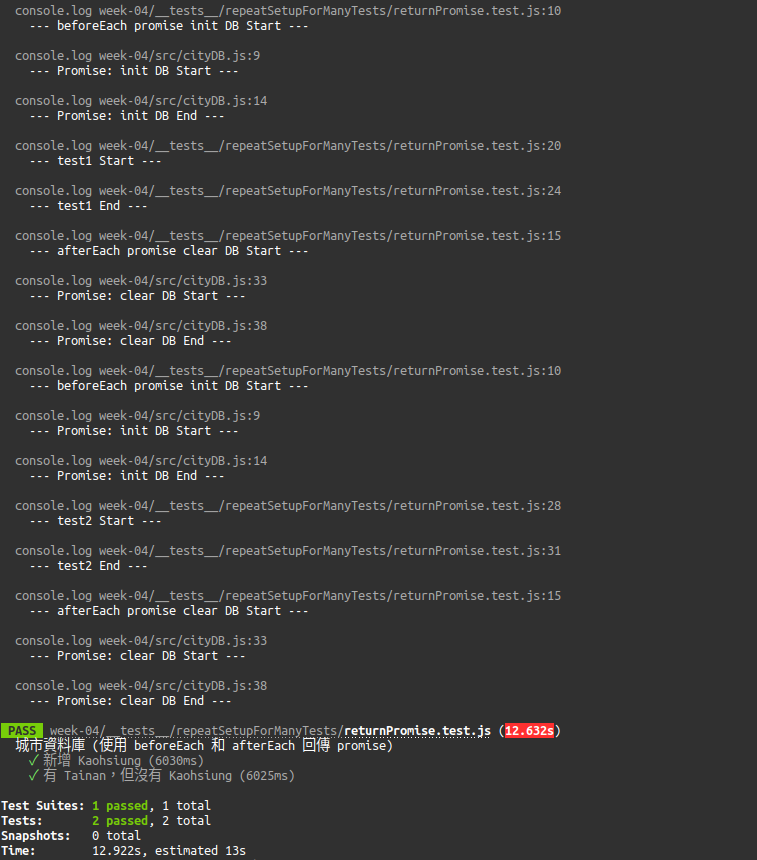 console.log week-04/__tests__/repeatSetupForManyTests/returnPromise.test.js:10
--- beforeEach promise init DB Start ---
console.log week-04/src/cityDB.js:9
--- Promise: init DB Start ---
console.log week-04/src/cityDB.js:14
--- Promise: init DB End ---
console.log week-04/__tests__/repeatSetupForManyTests/returnPromise.test.js:20
--- test1 Start ---
console.log week-04/__tests__/repeatSetupForManyTests/returnPromise.test.js:24
--- test1 End ---
console.log week-04/__tests__/repeatSetupForManyTests/returnPromise.test.js:15
--- afterEach promise clear DB Start ---
console.log week-04/src/cityDB.js:33
--- Promise: clear DB Start ---
console.log week-04/src/cityDB.js:38
--- Promise: clear DB End ---
console.log week-04/__tests__/repeatSetupForManyTests/returnPromise.test.js:10
--- beforeEach promise init DB Start ---
console.log week-04/src/cityDB.js:9
--- Promise: init DB Start ---
console.log week-04/src/cityDB.js:14
--- Promise: init DB End ---
console.log week-04/__tests__/repeatSetupForManyTests/returnPromise.test.js:28
--- test2 Start ---
console.log week-04/__tests__/repeatSetupForManyTests/returnPromise.test.js:31
--- test2 End ---
console.log week-04/__tests__/repeatSetupForManyTests/returnPromise.test.js:15
--- afterEach promise clear DB Start ---
console.log week-04/src/cityDB.js:33
--- Promise: clear DB Start ---
console.log week-04/src/cityDB.js:38
--- Promise: clear DB End ---
PASS week-04/__tests__/repeatSetupForManyTests/returnPromise.test.js (12.632s)
城市資料庫 (使用 beforeEach 和 afterEach 回傳 promise)
✓ 新增 Kaohsiung (6030ms)
✓ 有 Tainan，但沒有 Kaohsiung (6025ms)
Test Suites: 1 passed, 1 total
Tests: 2 passed, 2 total
Snapshots: 0 total
Time: 12.922s, estimated 13s